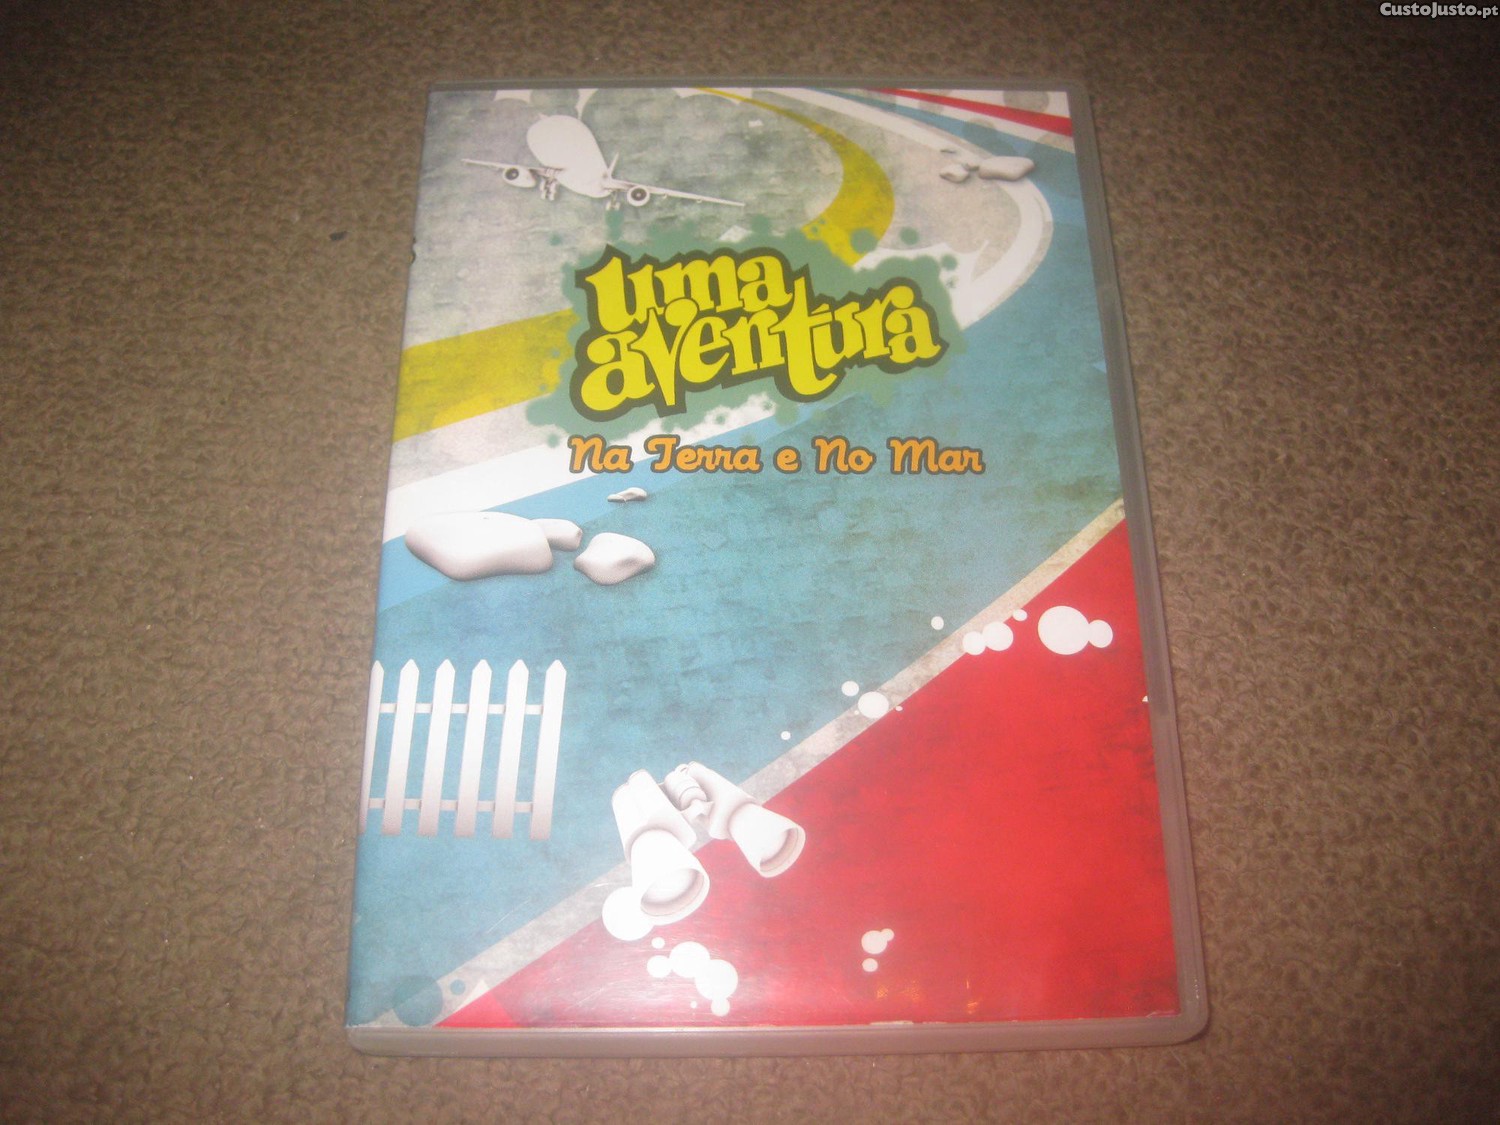 CustoJusto.pt
uma
aventura
Na Terra e No Mar